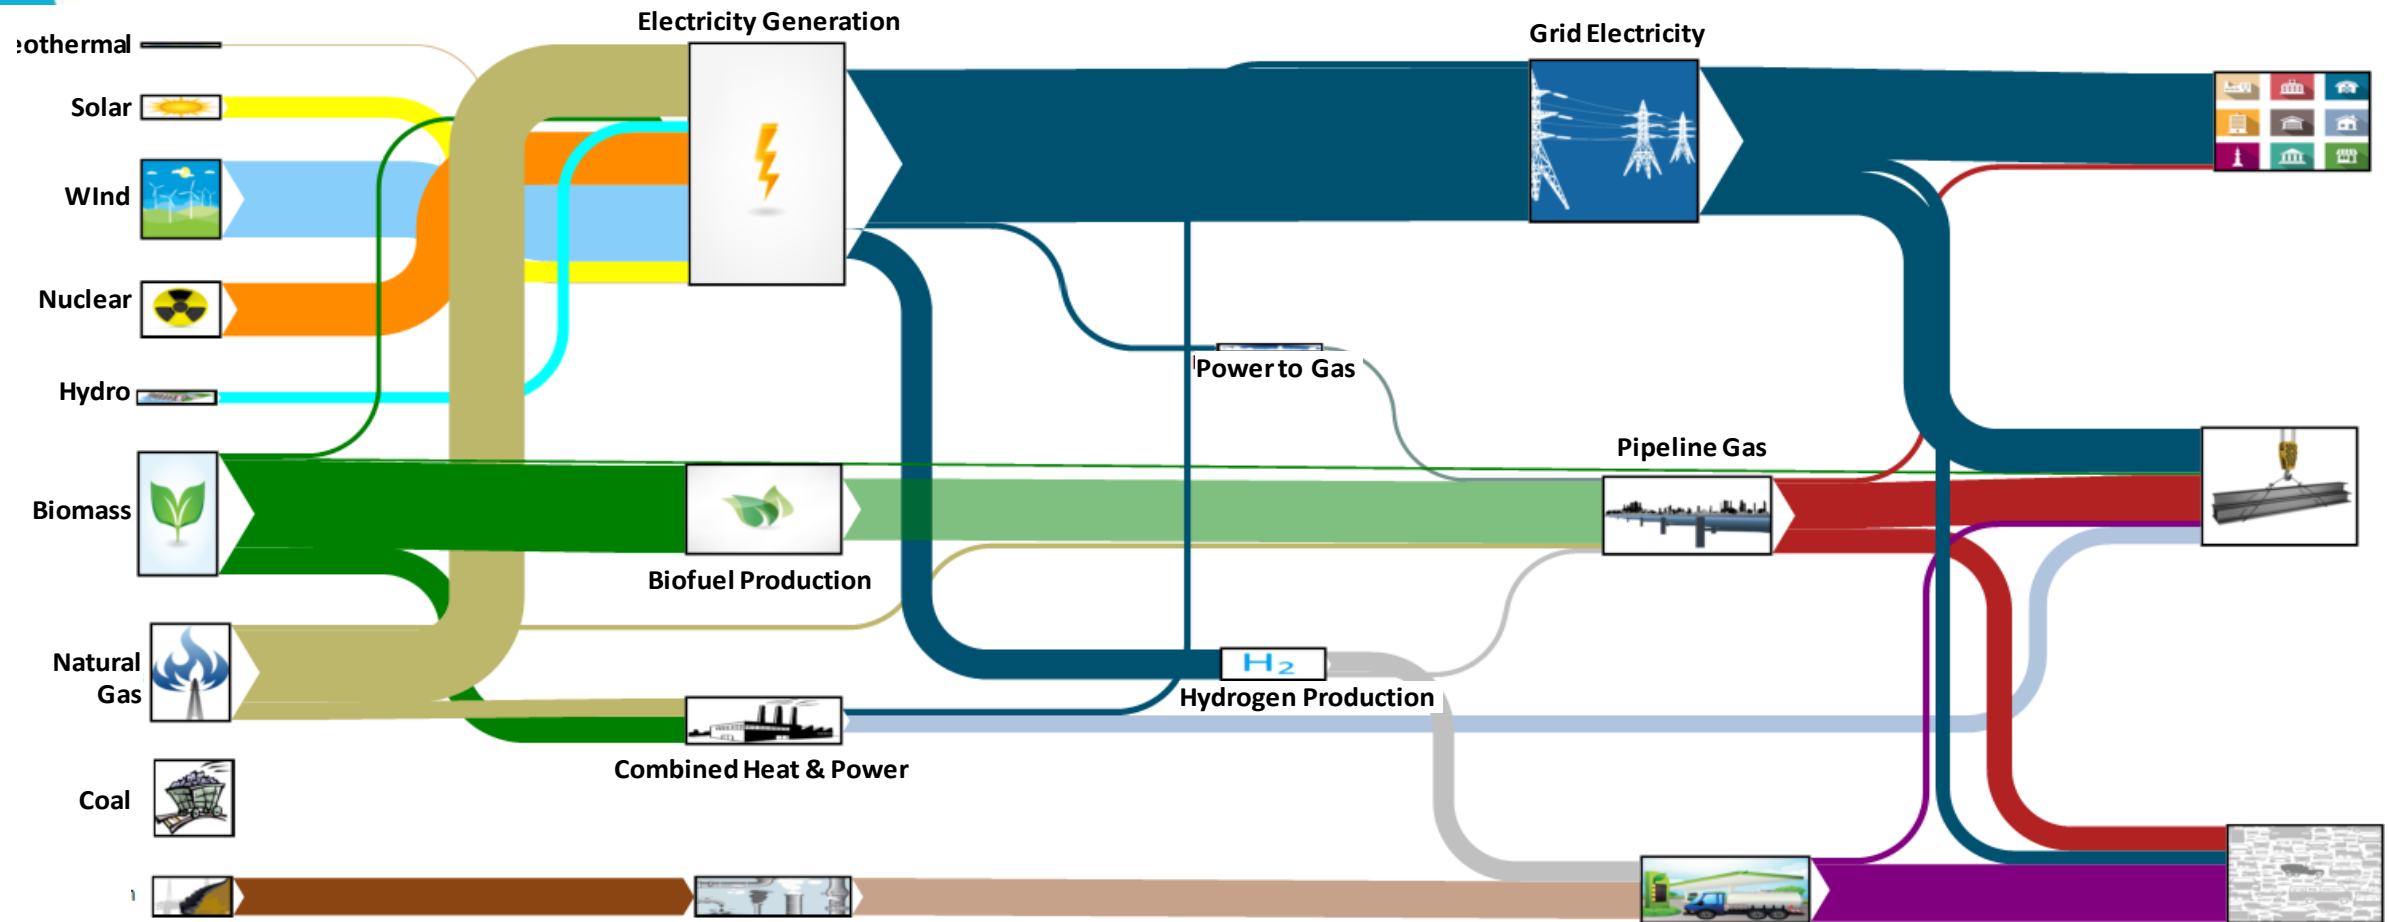 Electricity Generation
Grid Electricity
eothermal
Solar
WInd
Nuclear
Hydro
Power to Gas
Pipeline Gas
Biomass
Biofuel Production
Natural
Gas
H2
Hydrogen Production
Combined Heat & Power
Coal